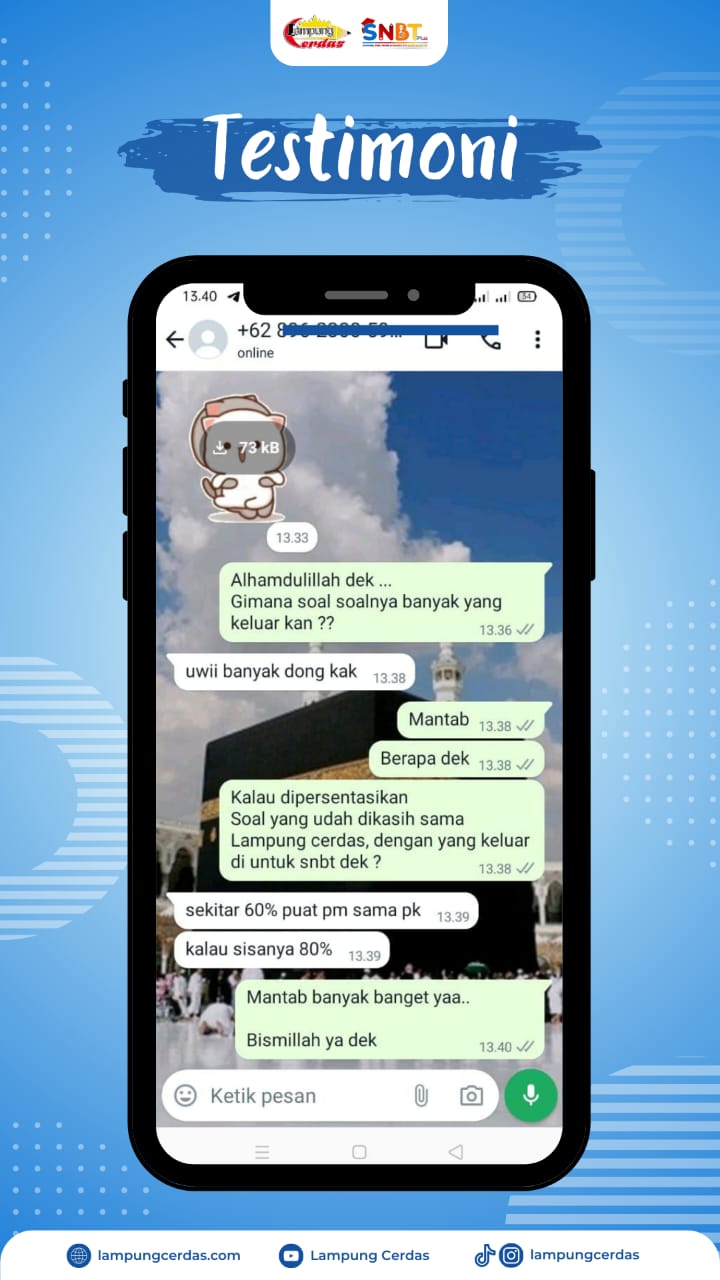 Lampung
Cerdas
SNBT
Testimoni
13.40
54
+62
online
73 kB
13.33
Alhamdulillah dek ...
Gimana soal soalnya banyak yang
keluar kan ??
13.36
uwii banyak dong kak
13.38
Mantab
13.38
Berapa dek
13.38
Kalau dipersentasikan
Soal yang udah dikasih sama
Lampung cerdas, dengan yang keluar
di untuk snbt dek ?
13.38
sekitar 60% puat pm sama pk
13.39
kalau sisanya 80%
13.39
Mantab banyak banget yaa..
Bismillah ya dek
13.40
Ketik pesan
lampungcerdas.com
Lampung Cerdas
lampungcerdas